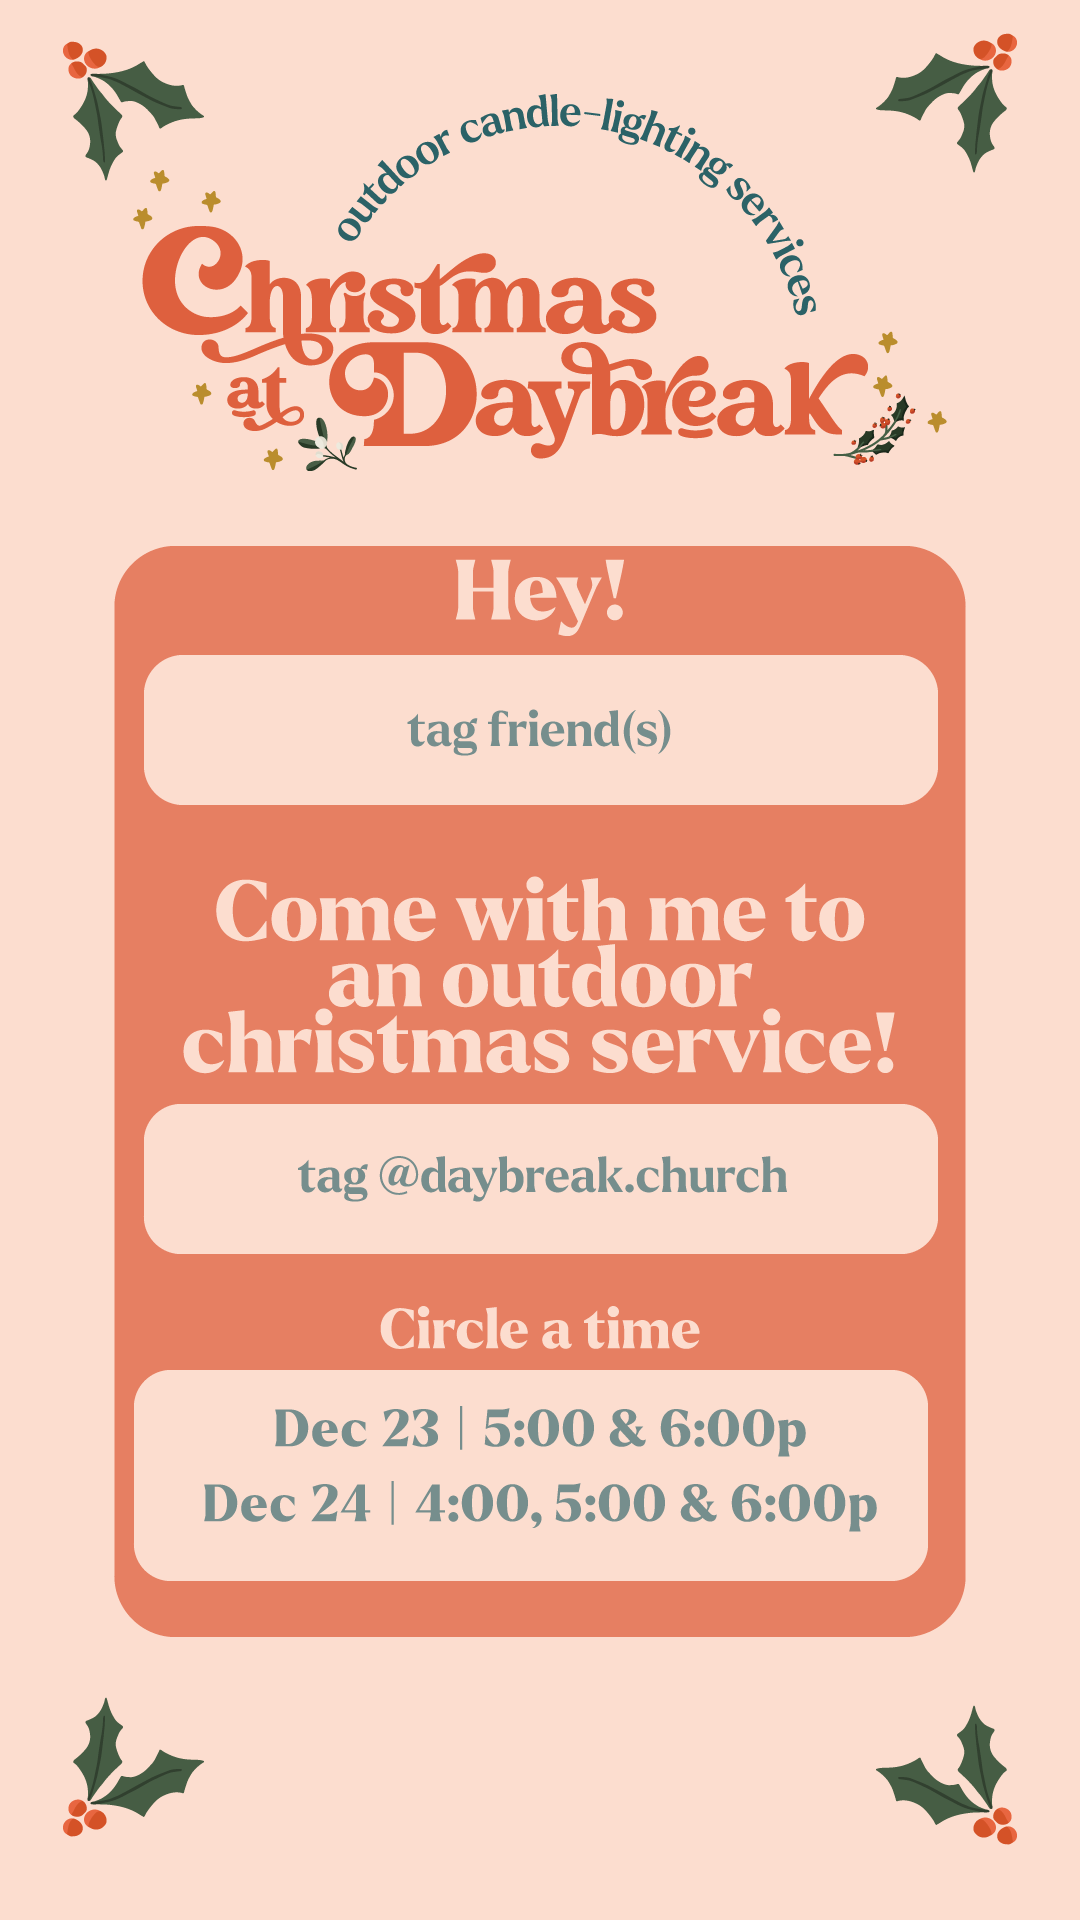 outdoor candle-lighting services
Christmas
at Daybreak
Hey!
tag friend(s)
Come with me to
an outdoor
christmas service!
tag @daybreak.church
Circle a time
Dec 23 | 5:00 & 6:00p
Dec 24 | 4:00, 5:00 & 6:00p